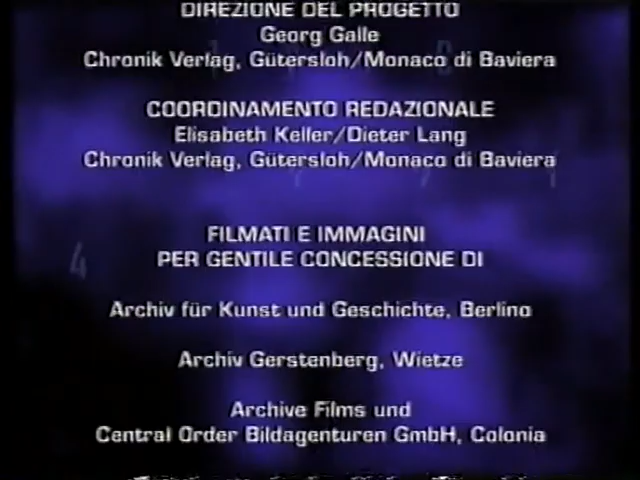 DIREZIONE DEL PROGETTO
Georg Galle
Chronik Verlag, Gütersloh/Monaco di Baviera
COORDINAMENTO REDAZIONALE
Elisabeth Keller/Dieter Lang
Chronik Verlag, Gütersloh/Monaco di Baviera
FILMATI E IMMAGINI
PER GENTILE CONCESSIONE DI
4
Archiv für Kunst und Geschichte, Berlino
Archiv Gerstenberg, Wietze
Archive Films und
Central Order Bildagenturen GmbH, Colonia